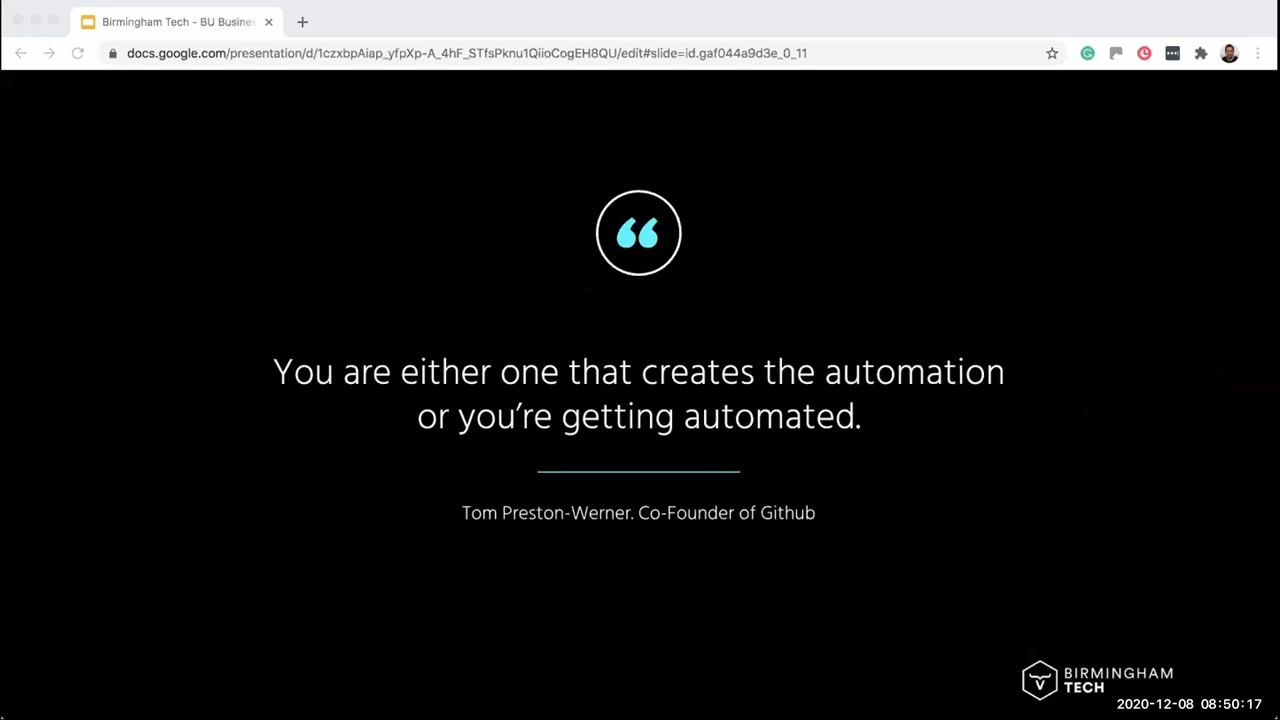 Birmingham Tech - BU Busines
docs.google.com/presentation/d/1czxbpAiap_yfpXp-A_4hF_STfsPknu1QiioCogEH8QU/edit#slide=id.gaf044a9d3e_0_11
“
You are either one that creates the automation
or you’re getting automated.
Tom Preston-Werner. Co-Founder of Github
BIRMINGHAM
TECH
2020-12-08 08:50:17